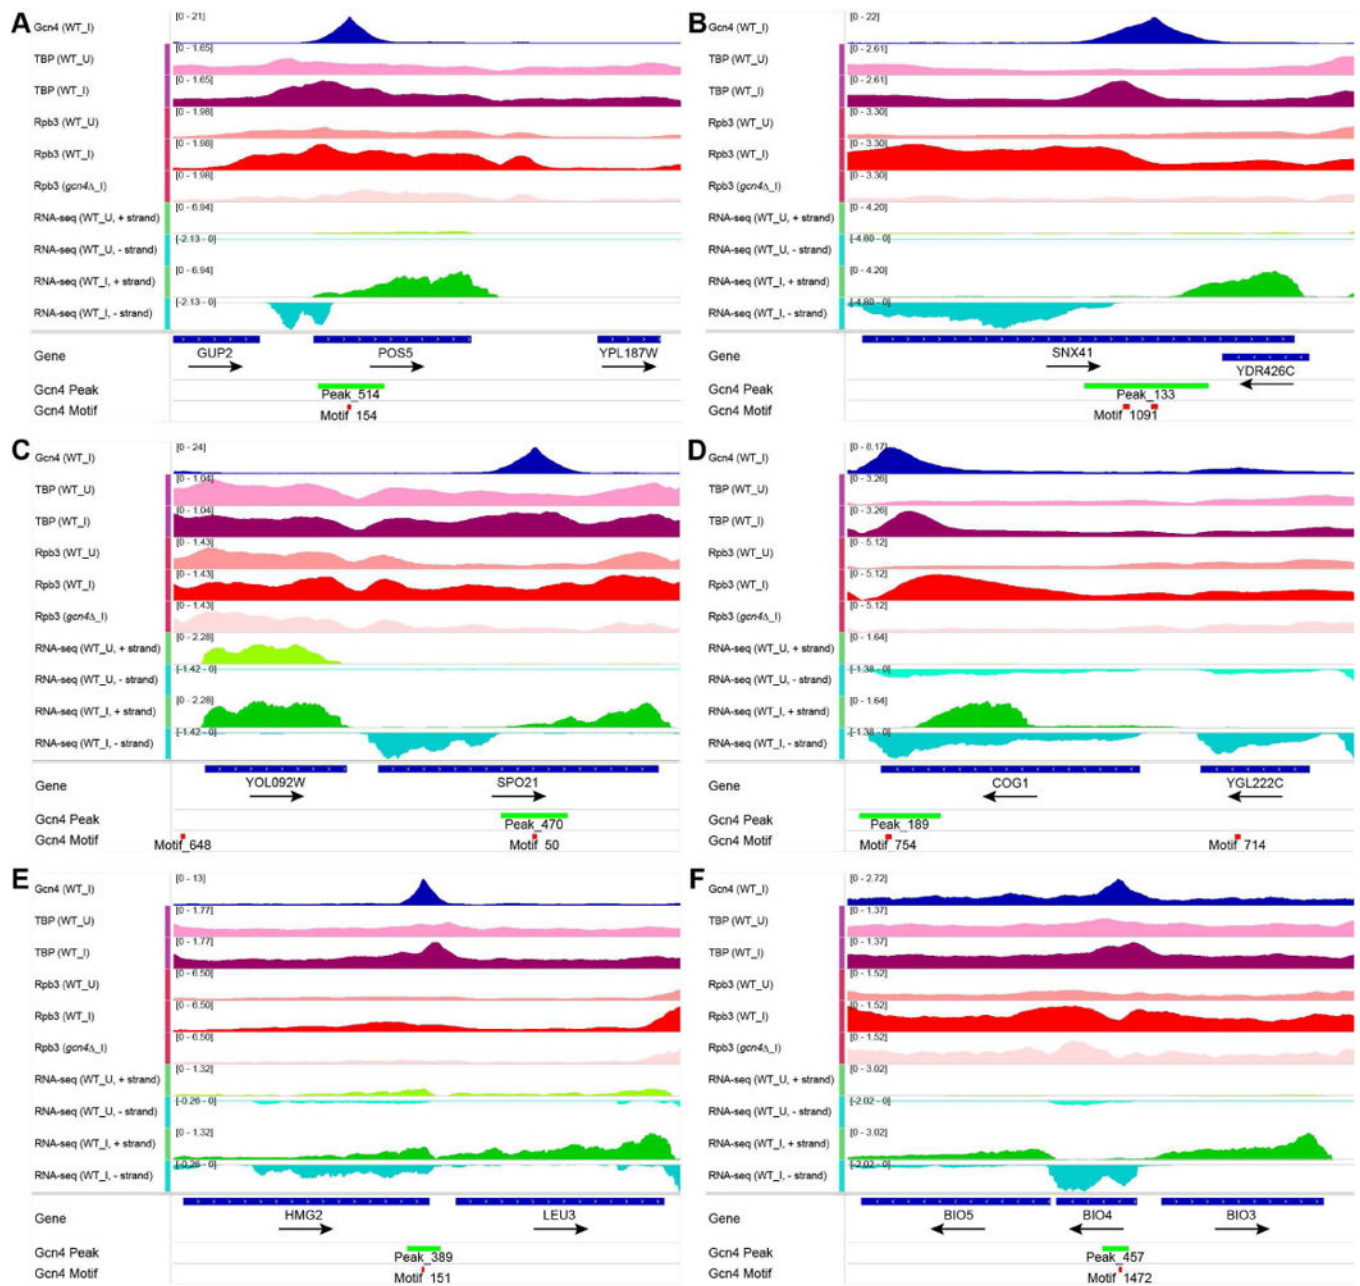 A
Gcn4 (WT_I)
[0 - 21]
TBP (WT_U)
[0 - 1.65]
TBP (WT_I)
[0 - 1.65]
Rpb3 (WT_U)
[0 - 1.98]
Rpb3 (WT_I)
[0 - 1.98]
Rpb3 (gcn4Δ_I)
[0 - 1.98]
RNA-seq (WT_U, + strand)
[0 - 6.94]
RNA-seq (WT_U, - strand)
[-2.13 - 0]
RNA-seq (WT_I, + strand)
[0 - 6.94]
RNA-seq (WT_I, - strand)
[-2.13 - 0]
Gene
GUP2 POS5 YPL187W
Gcn4 Peak
Peak_514
Gcn4 Motif
Motif 154
B
Gcn4 (WT_I)
[0 - 22]
TBP (WT_U)
[0 - 2.61]
TBP (WT_I)
[0 - 2.61]
Rpb3 (WT_U)
[0 - 3.30]
Rpb3 (WT_I)
[0 - 3.30]
Rpb3 (gcn4Δ_I)
[0 - 3.30]
RNA-seq (WT_U, + strand)
[0 - 4.20]
RNA-seq (WT_U, - strand)
[-4.80 - 0]
RNA-seq (WT_I, + strand)
[0 - 4.20]
RNA-seq (WT_I, - strand)
[-4.80 - 0]
Gene
SNX41
YDR426C
Gcn4 Peak
Peak_133
Gcn4 Motif
Motif 1091
C
Gcn4 (WT_I)
[0 - 24]
TBP (WT_U)
[0 - 1.04]
TBP (WT_I)
[0 - 1.04]
Rpb3 (WT_U)
[0 - 1.43]
Rpb3 (WT_I)
[0 - 1.43]
Rpb3 (gcn4Δ_I)
[0 - 1.43]
RNA-seq (WT_U, + strand)
[0 - 2.28]
RNA-seq (WT_U, - strand)
[-1.42 - 0]
RNA-seq (WT_I, + strand)
[0 - 2.28]
RNA-seq (WT_I, - strand)
[-1.42 - 0]
Gene
YOL092W SPO21
Gcn4 Peak
Peak_470
Gcn4 Motif
Motif_648 Motif 50
D
Gcn4 (WT_I)
[0 - 8.17]
TBP (WT_U)
[0 - 3.26]
TBP (WT_I)
[0 - 3.26]
Rpb3 (WT_U)
[0 - 5.12]
Rpb3 (WT_I)
[0 - 5.12]
Rpb3 (gcn4Δ_I)
[0 - 5.12]
RNA-seq (WT_U, + strand)
[0 - 1.64]
RNA-seq (WT_U, - strand)
[-1.38 - 0]
RNA-seq (WT_I, + strand)
[0 - 1.64]
RNA-seq (WT_I, - strand)
[-1.38 - 0]
Gene
COG1 YGL222C
Gcn4 Peak
Peak_189
Gcn4 Motif
Motif 754 Motif 714
E
Gcn4 (WT_I)
[0 - 13]
TBP (WT_U)
[0 - 1.77]
TBP (WT_I)
[0 - 1.77]
Rpb3 (WT_U)
[0 - 6.50]
Rpb3 (WT_I)
[0 - 6.50]
Rpb3 (gcn4Δ_I)
[0 - 6.50]
RNA-seq (WT_U, + strand)
[0 - 1.32]
RNA-seq (WT_U, - strand)
[-0.26 - 0]
RNA-seq (WT_I, + strand)
[0 - 1.32]
RNA-seq (WT_I, - strand)
[-0.26 - 0]
Gene
HMG2 LEU3
Gcn4 Peak
Peak_389
Gcn4 Motif
Motif 151
F
Gcn4 (WT_I)
[0 - 2.72]
TBP (WT_U)
[0 - 1.37]
TBP (WT_I)
[0 - 1.37]
Rpb3 (WT_U)
[0 - 1.52]
Rpb3 (WT_I)
[0 - 1.52]
Rpb3 (gcn4Δ_I)
[0 - 1.52]
RNA-seq (WT_U, + strand)
[0 - 3.02]
RNA-seq (WT_U, - strand)
[-2.02 - 0]
RNA-seq (WT_I, + strand)
[0 - 3.02]
RNA-seq (WT_I, - strand)
[-2.02 - 0]
Gene
BIO5 BIO4 BIO3
Gcn4 Peak
Peak_457
Gcn4 Motif
Motif 1472